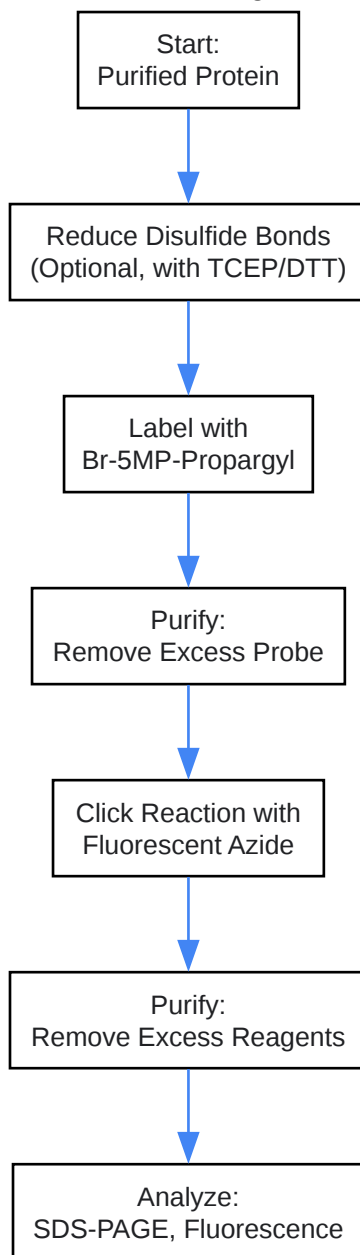 Start:
Purified Protein
Reduce Disulfide Bonds
(Optional, with TCEP/DTT)
Label with
Br-5MP-Propargyl
Purify:
Remove Excess Probe
Click Reaction with
Fluorescent Azide
Purify:
Remove Excess Reagents
Analyze:
SDS-PAGE, Fluorescence